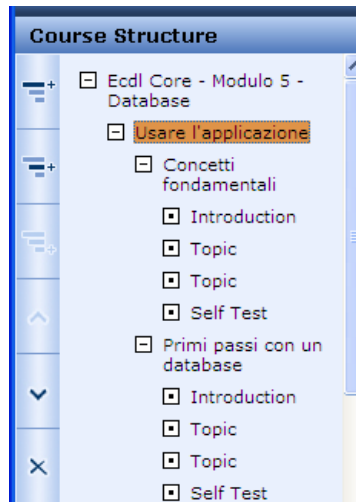 Course Structure
Ecdl Core - Modulo 5 -
Database
Usare l'applicazione
Concetti
fondamentali
Introduction
Topic
Topic
Self Test
Primi passi con un
database
Introduction
Topic
Topic
Self Test